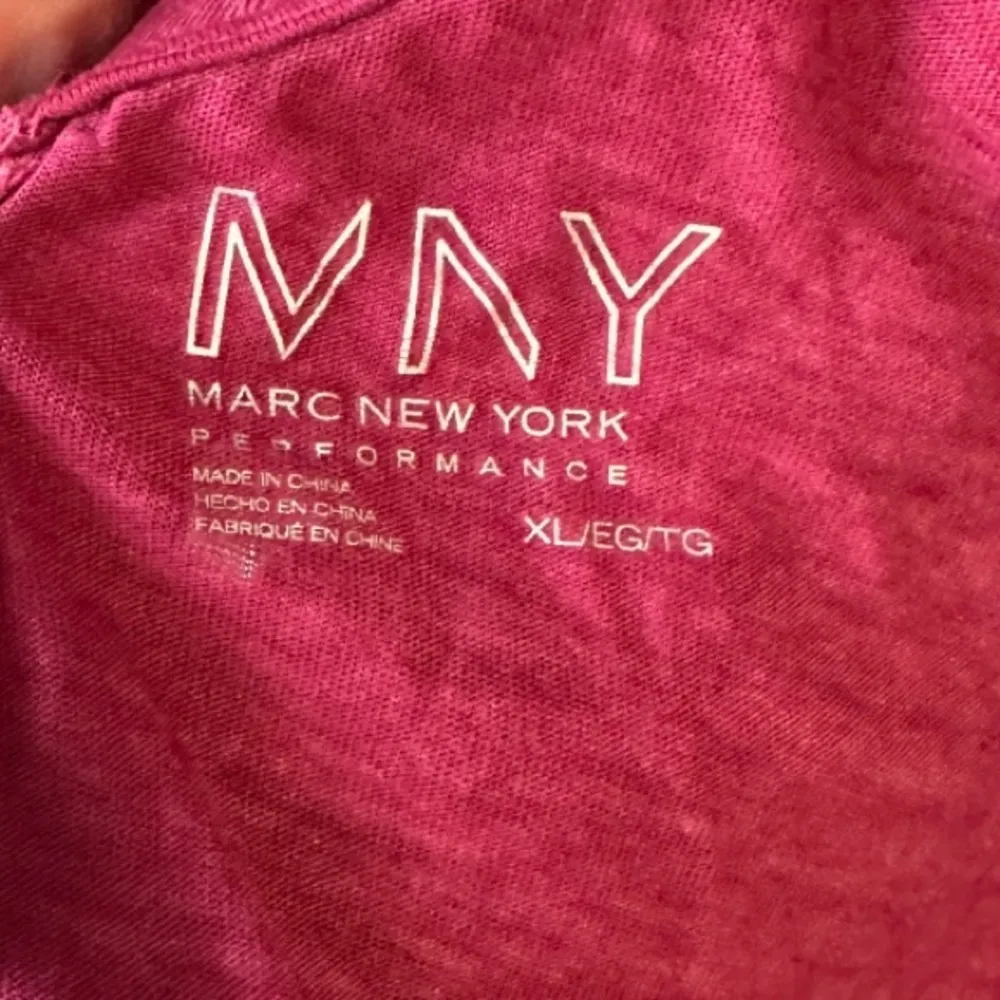 MNY
MARC NEW YORK
PERFORMANCE
MADE IN CHINA
HECHO EN CHINA
FABRIQUÉ EN CHINE
XL/EG/TG